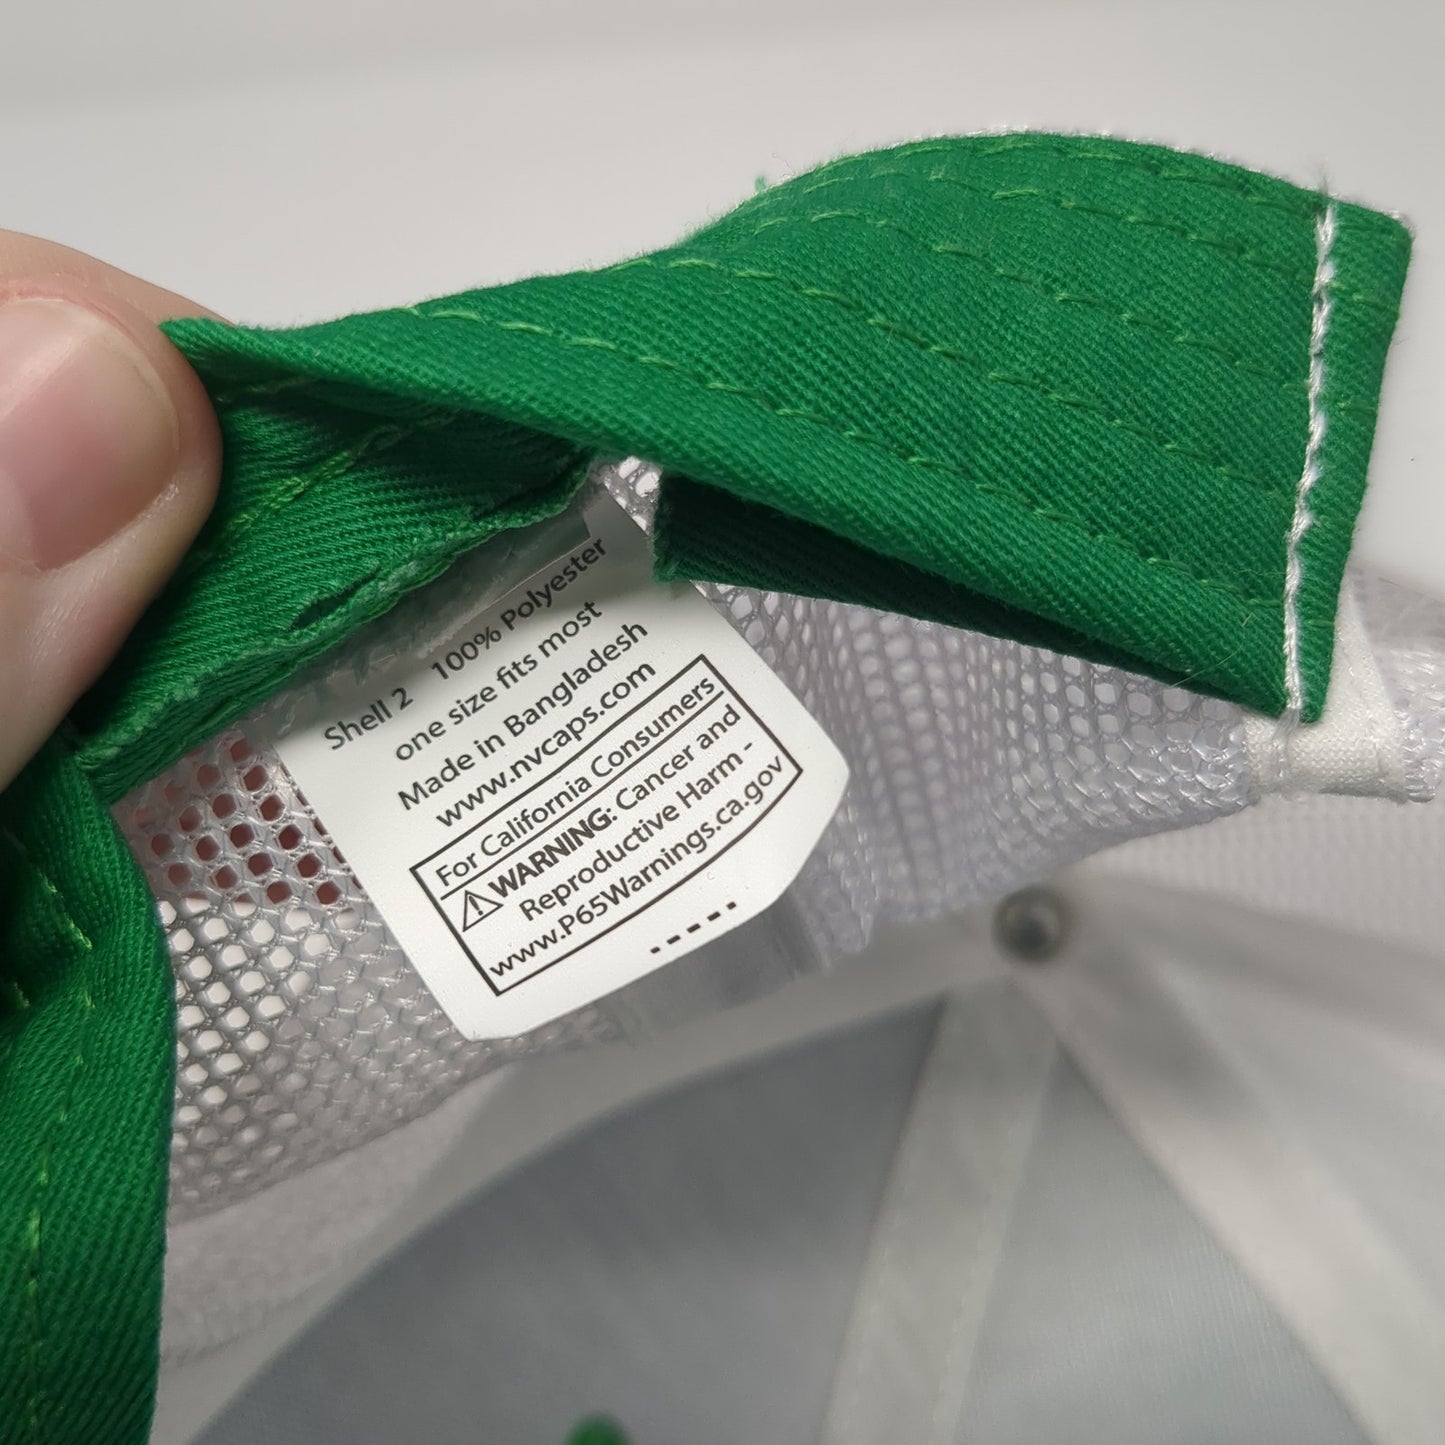 Shell 2 100% Polyester
one size fits most
Made in Bangladesh
www.nvcaps.com
For California Consumers
⚠WARNING: Cancer and
Reproductive Harm -
www.P65Warnings.ca.gov